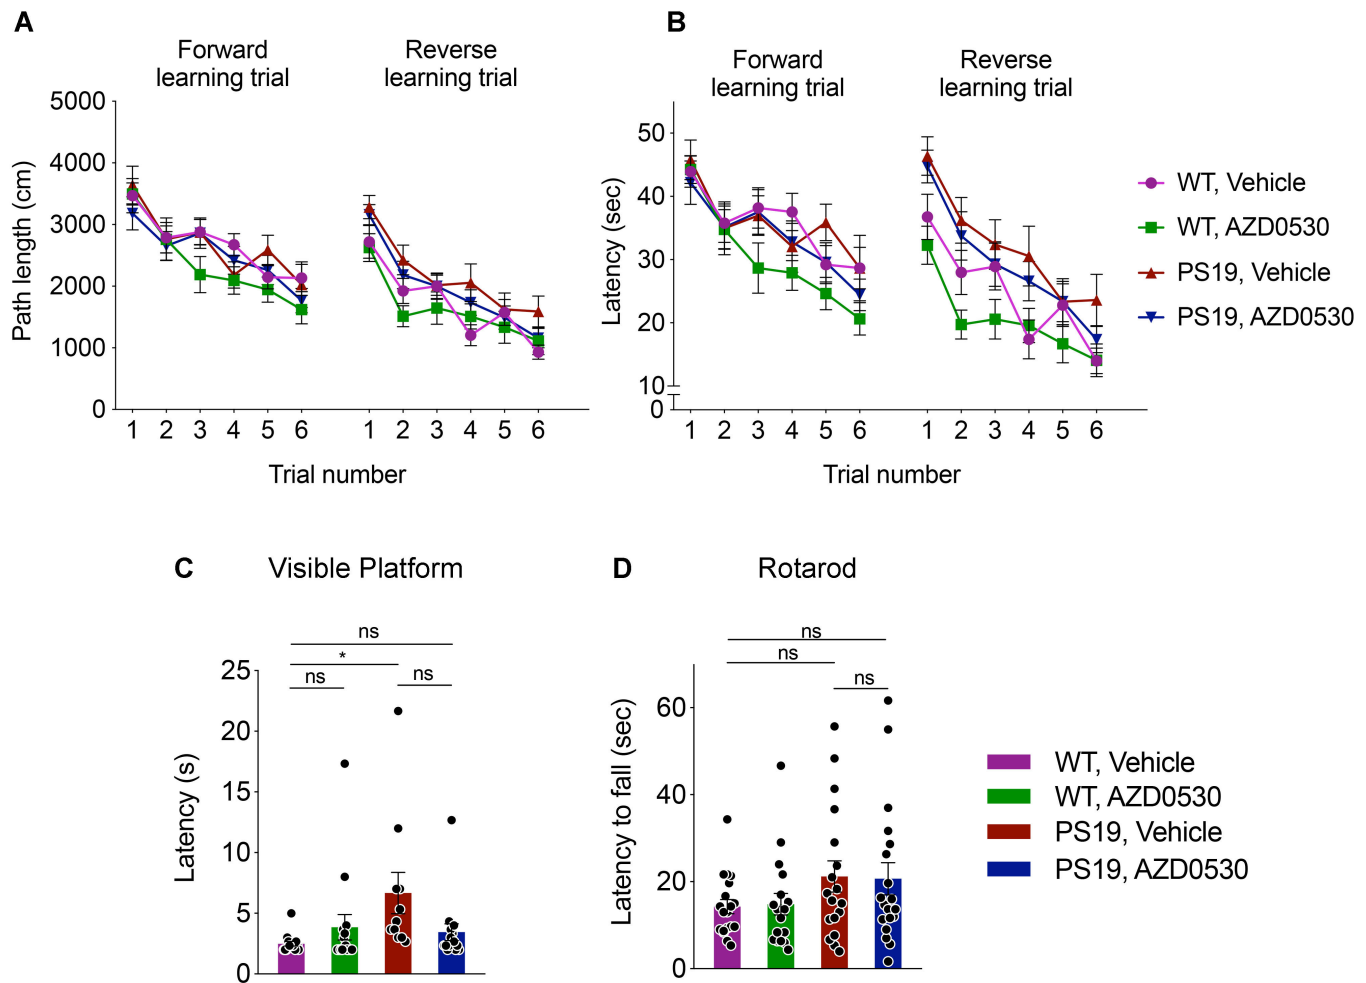 A
Forward
learning trial
Reverse
learning trial
Path length (cm)
5000
4000
3000
2000
1000
0
1 2 3 4 5 6
1 2 3 4 5 6
Trial number
B
Forward
learning trial
Reverse
learning trial
Latency (sec)
50
40
30
20
10
0
1 2 3 4 5 6
1 2 3 4 5 6
Trial number
WT, Vehicle
WT, AZD0530
PS19, Vehicle
PS19, AZD0530
C
Visible Platform
ns
*
ns
ns
Latency (s)
25
20
15
10
5
0
D
Rotarod
ns
ns
ns
Latency to fall (sec)
60
40
20
0
WT, Vehicle
WT, AZD0530
PS19, Vehicle
PS19, AZD0530